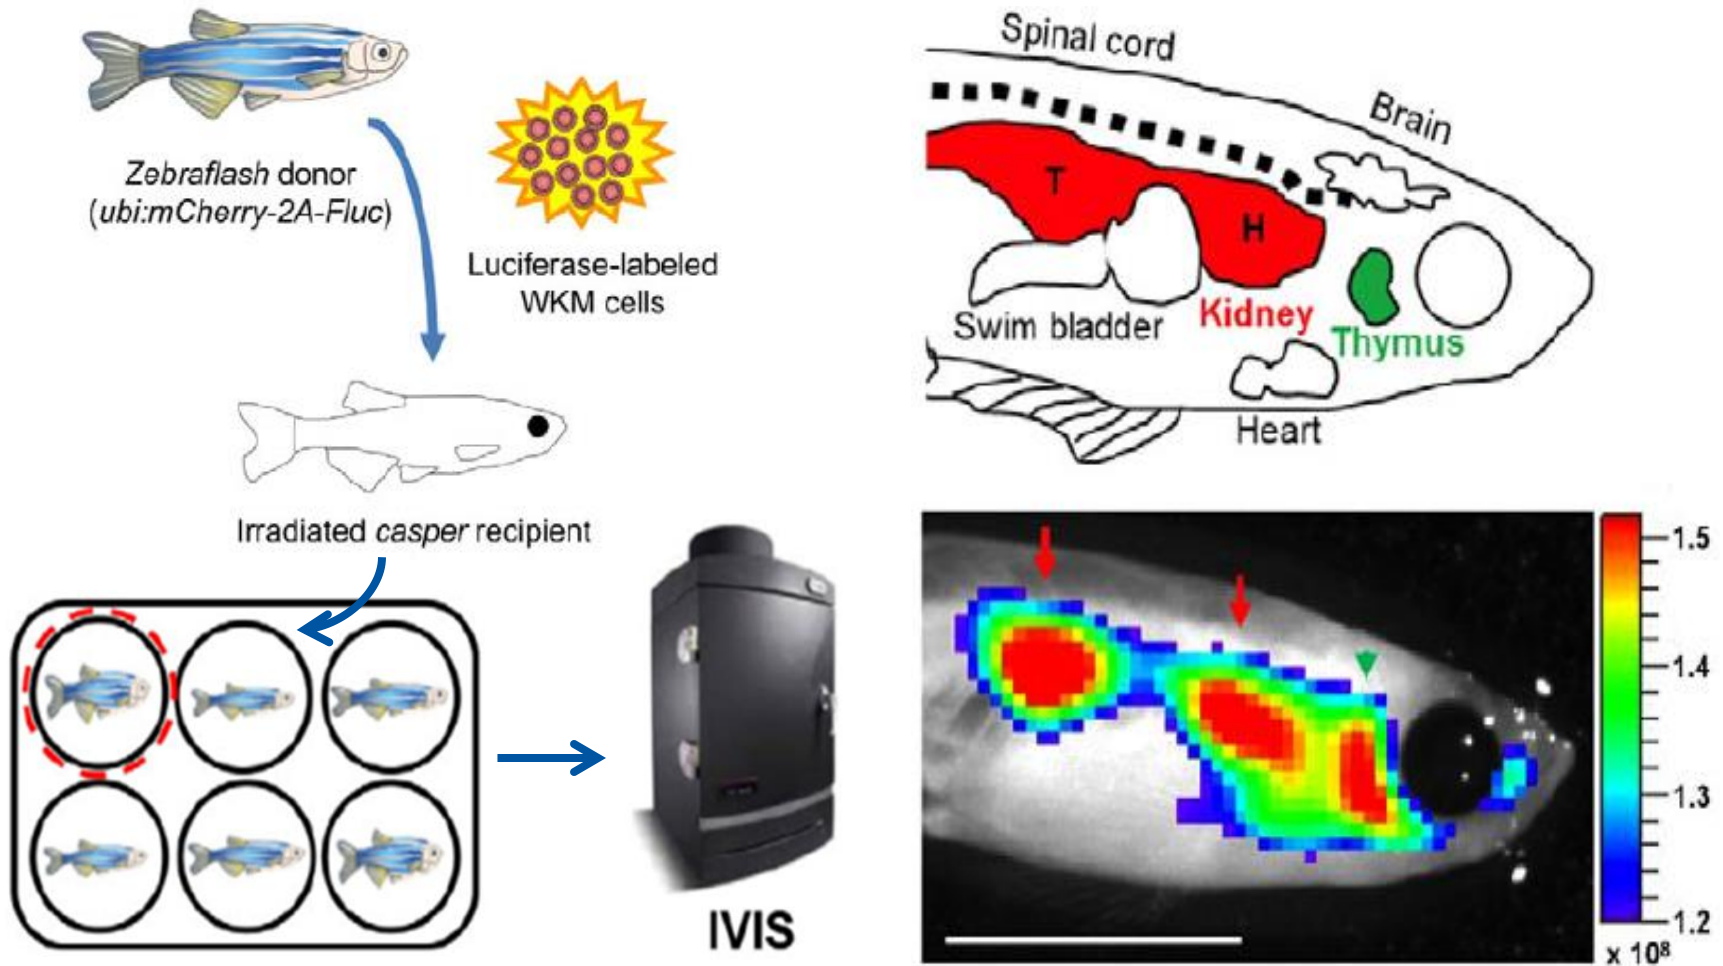 Zebraflash donor
(ubi:mCherry-2A-Fluc)
Luciferase-labeled
WKM cells
Irradiated casper recipient
IVIS
Spinal cord
Brain
T
H
Kidney
Swim bladder
Thymus
Heart
1.5
1.4
1.3
1.2
x 10⁸